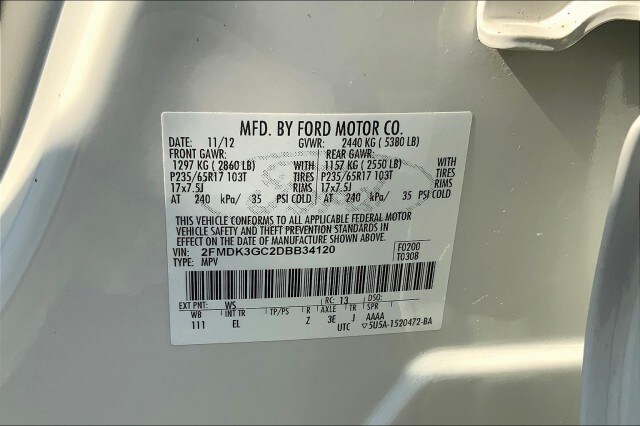 MFD. BY FORD MOTOR CO.
DATE: 11/12 GVWR: 2440 KG ( 5380 LB)
FRONT GAWR: REAR GAWR:
1297 KG ( 2860 LB) WITH 1157 KG ( 2550 LB) WITH
P235/65R17 103T TIRES P235/65R17 103T TIRES
17x7.5J RIMS 17x7.5J RIMS
AT 240 kPa/ 35 PSI COLD AT 240 kPa/ 35 PSI COLD
THIS VEHICLE CONFORMS TO ALL APPLICABLE FEDERAL MOTOR
VEHICLE SAFETY AND THEFT PREVENTION STANDARDS IN
EFFECT ON THE DATE OF MANUFACTURE SHOWN ABOVE.
VIN: 2FMDK3GC2DBB34120 F0200
TYPE: MPV T0308
EXT PNT: WS RC: 13 DSO:
WB INT TR TP/PS R AXLE TR SPR
111 EL Z 3E J AAAA
UTC ▽5U5A-1520472-BA